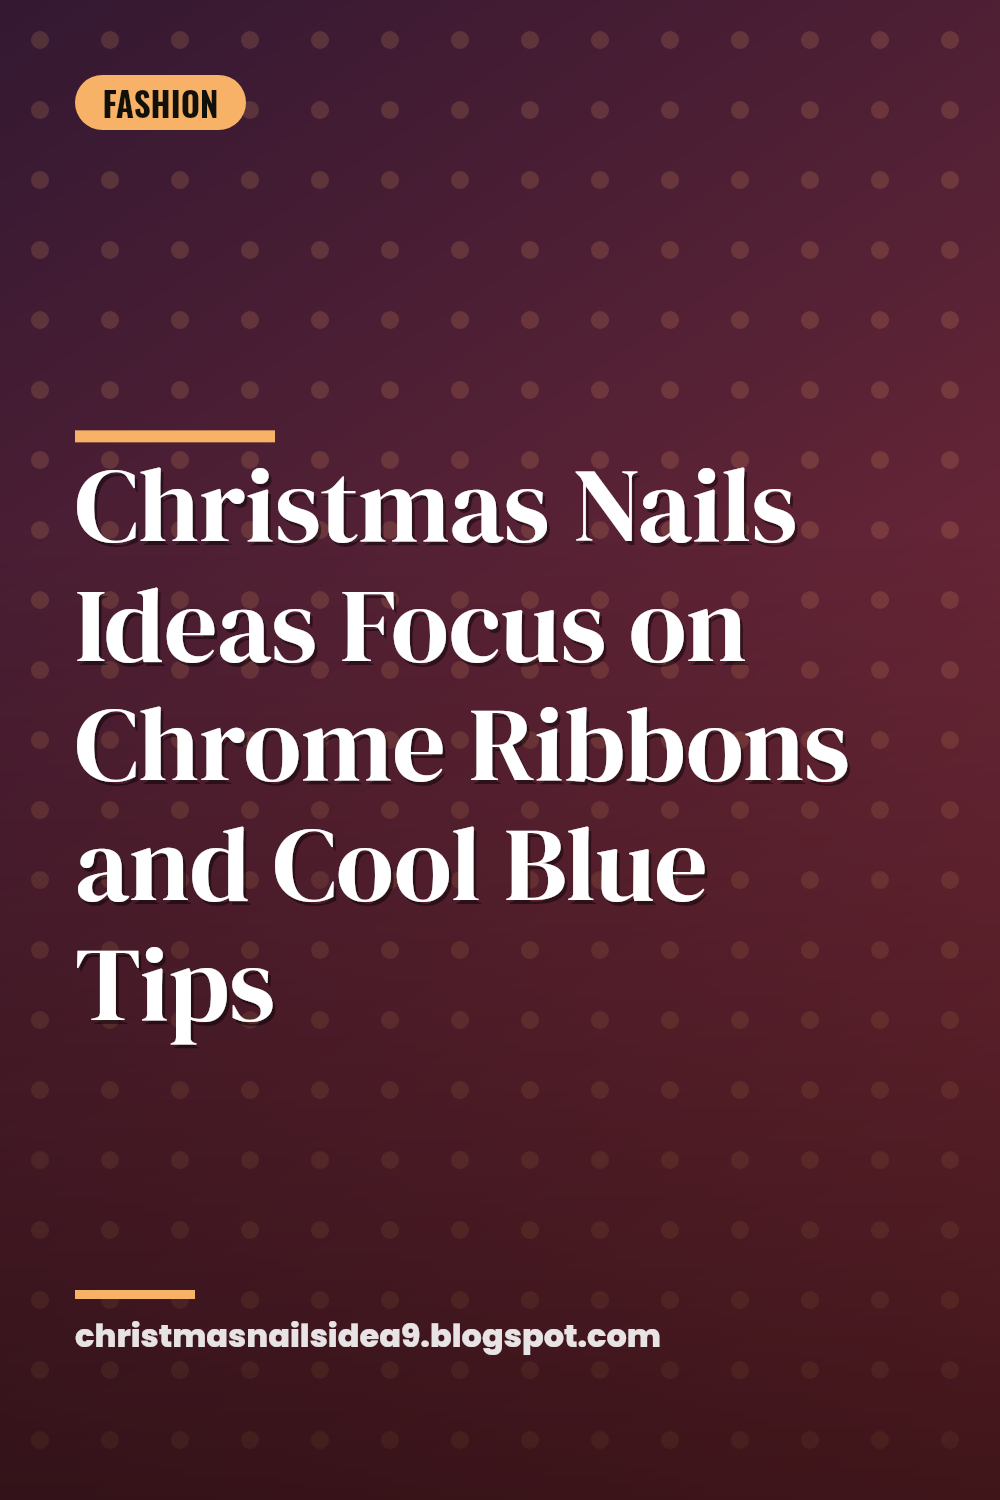 FASHION
Christmas Nails
Ideas Focus on
Chrome Ribbons
and Cool Blue
Tips
christmasnailsidea9.blogspot.com